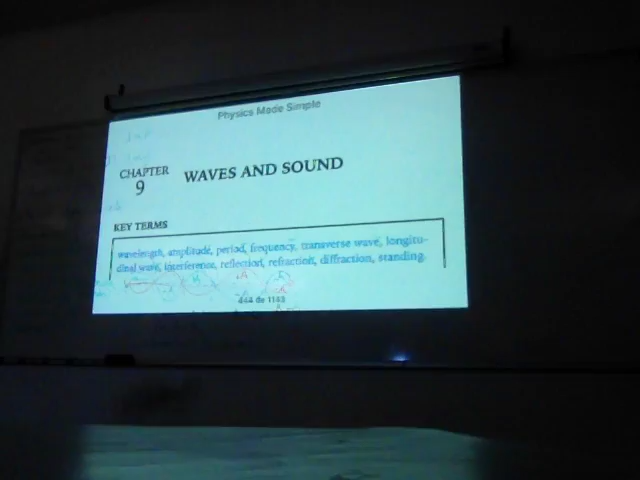 Physics Made Simple
CHAPTER
9
WAVES AND SOUND
KEY TERMS
wavelength, amplitude, period, frequency, transverse wave, longitu-
dinal wave, interference, reflection, refraction, diffraction, standing
444 de 1143